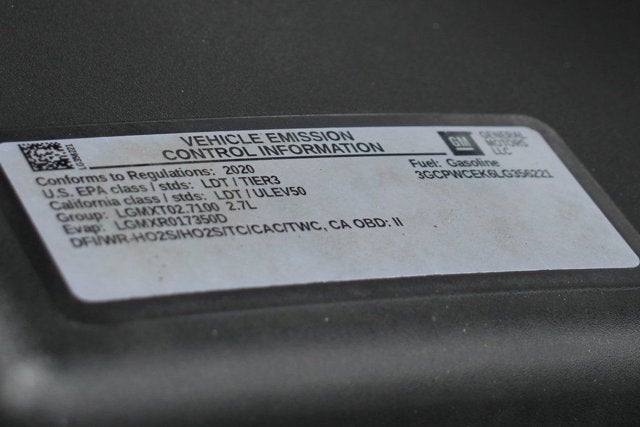 VEHICLE EMISSION
CONTROL INFORMATION
GM
GENERAL
MOTORS
LLC
Conforms to Regulations: 2020
Fuel: Gasoline
U.S. EPA class / stds: LDT / TIER3
3GCPWCEK6LG356221
California class / stds: LDT / ULEV50
Group: LGMXT02.7100 2.7L
Evap: LGMXR017350D
DFI/WR-HO2S/HO2S/TC/CAC/TWC, CA OBD: II